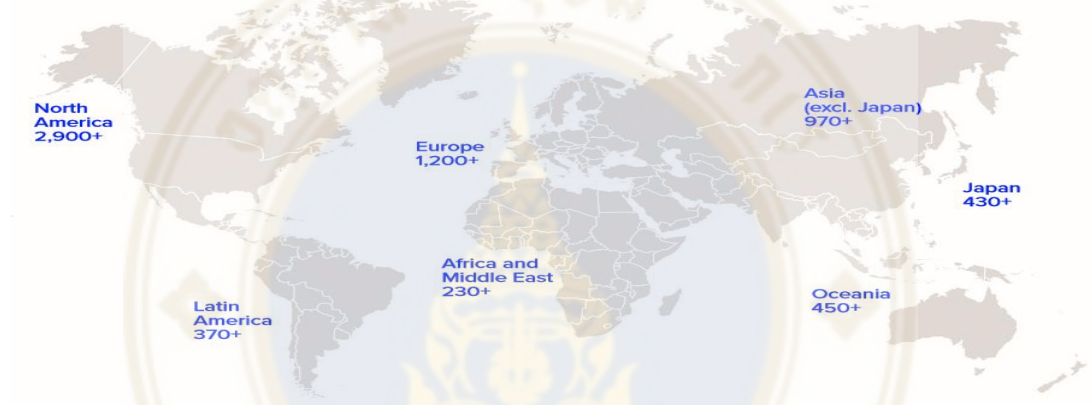 North
America
2,900+
Europe
1,200+
Asia
(excl. Japan)
970+
Japan
430+
Africa and
Middle East
230+
Latin
America
370+
Oceania
450+